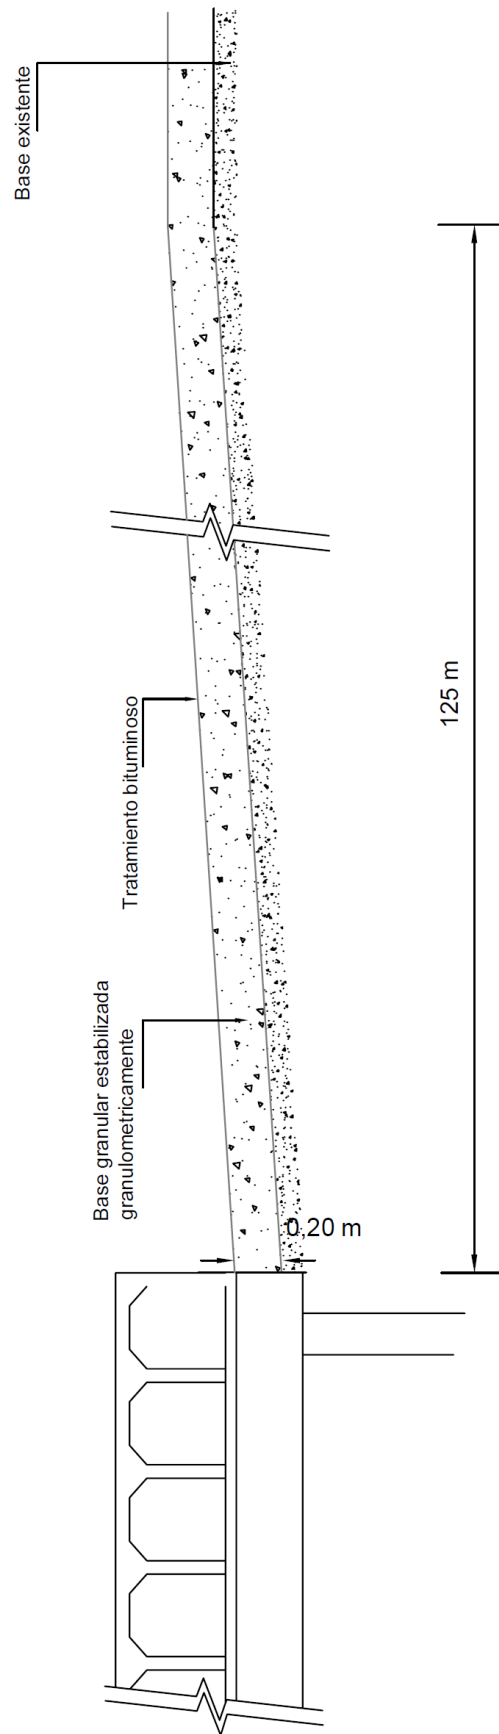 Base existente
125 m
Tratamiento bituminoso
Base granular estabilizada
granulometricamente
0,20 m